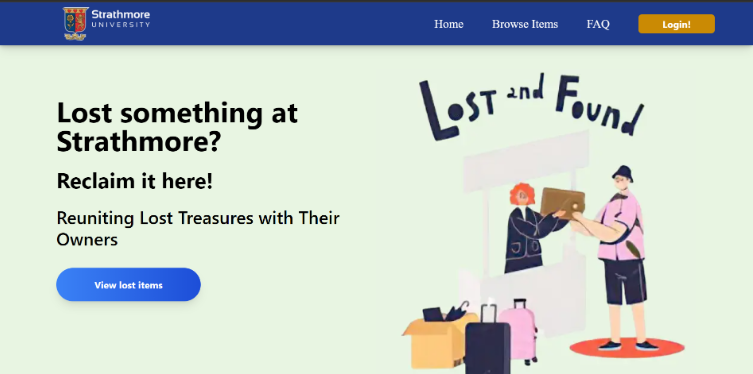 Strathmore
UNIVERSITY
Home Browse Items FAQ Login!
Lost and Found
Lost something at
Strathmore?
Reclaim it here!
Reuniting Lost Treasures with Their
Owners
View lost items